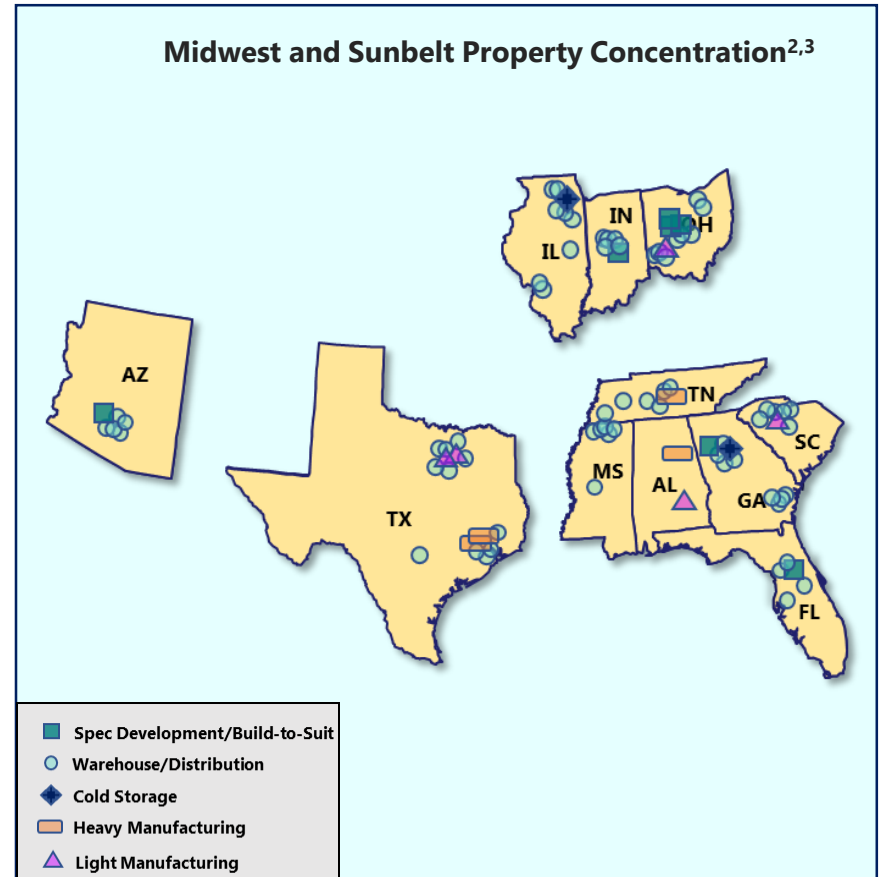 Midwest and Sunbelt Property Concentration2,3
IN
OH
IL
AZ
TN
SC
MS
AL
GA
TX
FL
Spec Development/Build-to-Suit
Warehouse/Distribution
Cold Storage
Heavy Manufacturing
Light Manufacturing